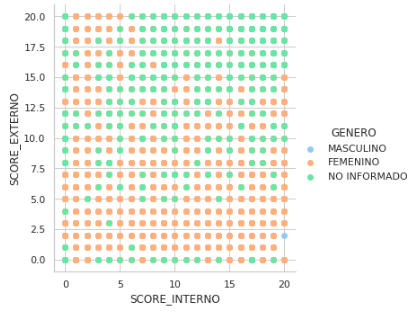 20.0
17.5
15.0
12.5
10.0
7.5
5.0
2.5
0.0
SCORE_EXTERNO
0 5 10 15 20
SCORE_INTERNO
GENERO
MASCULINO
FEMENINO
NO INFORMADO